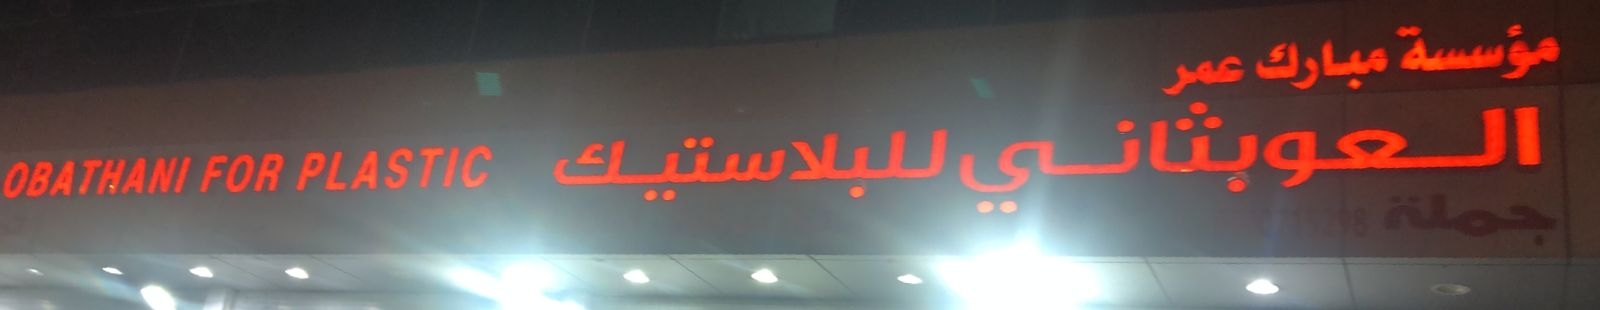 مؤسسة مبارك عمر
العوبثاني للبلاستيك
OBATHANI FOR PLASTIC
جملة